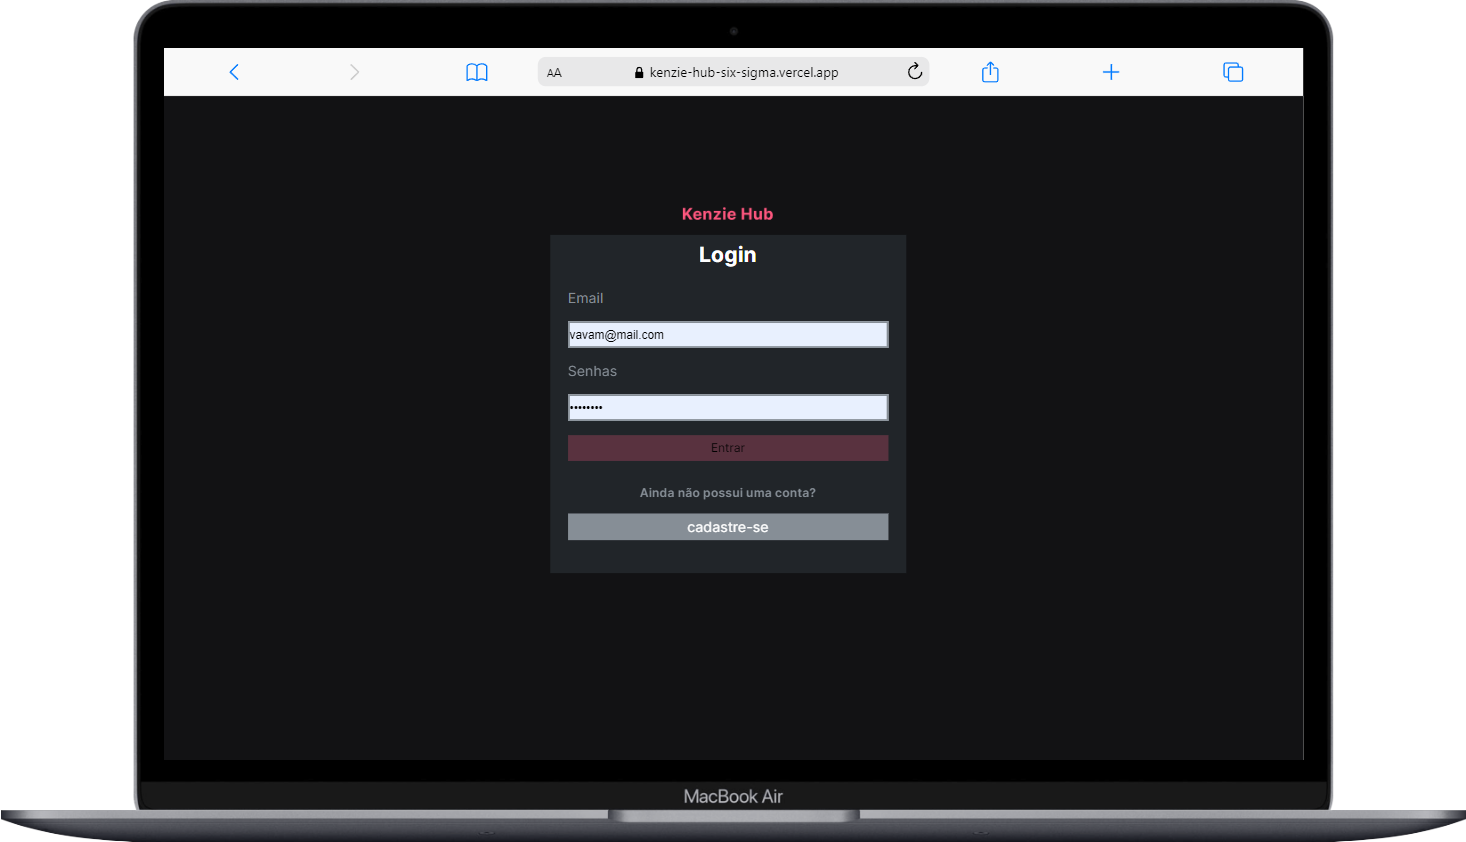 AA kenzie-hub-six-sigma.vercel.app
Kenzie Hub
Login
Email
vavam@mail.com
Senhas
••••••••
Entrar
Ainda não possui uma conta?
cadastre-se
MacBook Air